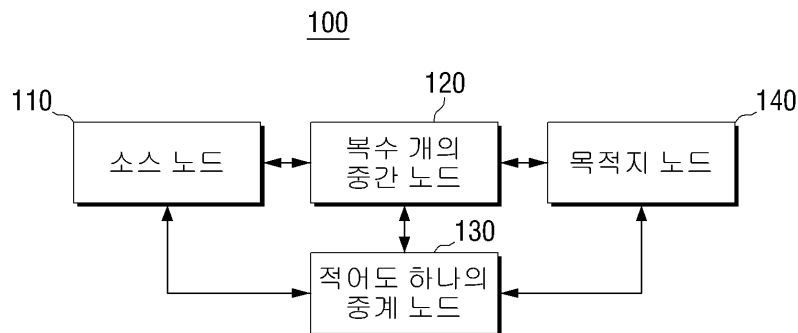 100
110
소스 노드
120
복수 개의
중간 노드
140
목적지 노드
130
적어도 하나의
중계 노드